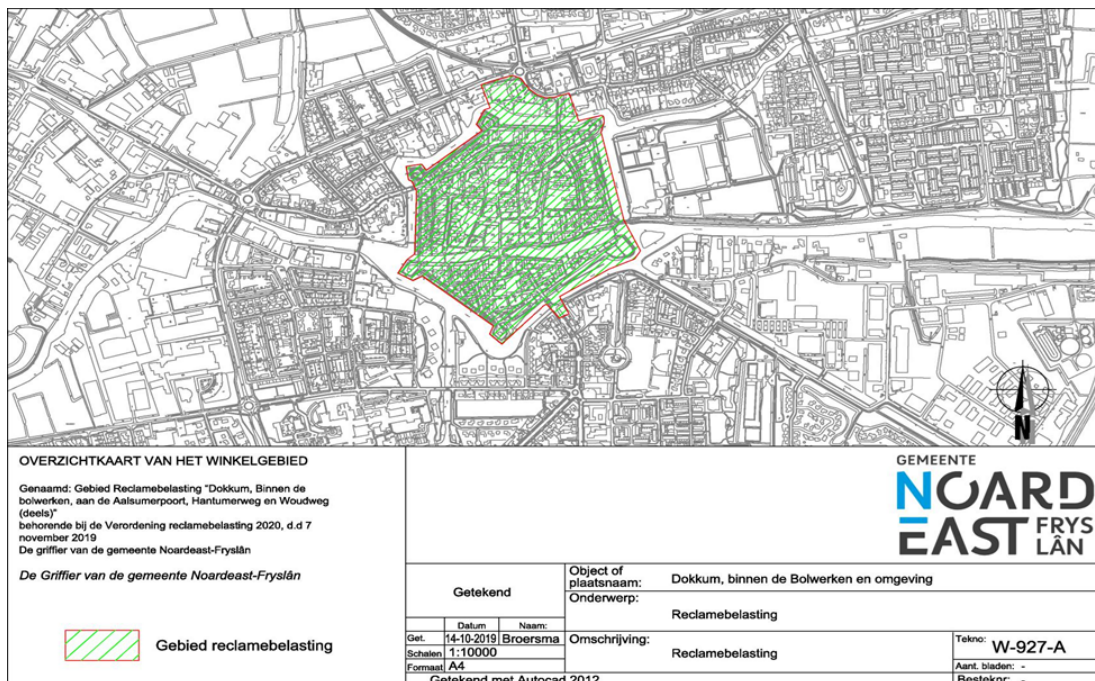 N
OVERZICHTKAART VAN HET WINKELGEBIED
Genaamd: Gebied Reclamebelasting "Dokkum, Binnen de
bolwerken, aan de Aalsumerpoort, Hantumerweg en Woudweg
(deels)"
behorende bij de Verordening reclamebelasting 2020, d.d 7
november 2019
De griffier van de gemeente Noardeast-Fryslân
De Griffier van de gemeente Noardeast-Fryslân
Gebied reclamebelasting
GEMEENTE
NOARD
EAST FRYS
LÂN
Getekend
Object of
plaatsnaam: Dokkum, binnen de Bolwerken en omgeving
Onderwerp:
Reclamebelasting
Datum Naam:
Get. 14-10-2019 Broersma
Schalen 1:10000
Formaat A4
Omschrijving:
Reclamebelasting
Tekno: W-927-A
Aant. bladen: -
Getekend met Autocad 2012
Besteknr: -